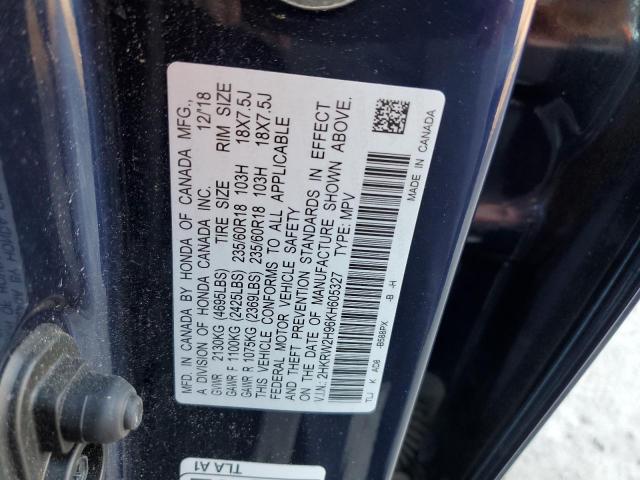 MFD. IN CANADA BY HONDA OF CANADA MFG.,
A DIVISION OF HONDA CANADA INC. 12/18
GVWR 2130KG (4695LBS) TIRE SIZE RIM SIZE
GAWR F 1100KG (2425LBS) 235/60R18 103H 18X7.5J
GAWR R 1075KG (2369LBS) 235/60R18 103H 18X7.5J
THIS VEHICLE CONFORMS TO ALL APPLICABLE
FEDERAL MOTOR VEHICLE SAFETY
AND THEFT PREVENTION STANDARDS IN EFFECT
ON THE DATE OF MANUFACTURE SHOWN ABOVE.
V.I.N.: 2HKRW2H96KH605327 TYPE: MPV
TLJ K AD8 -B588PX -B -H
MADE IN CANADA
TLA A1